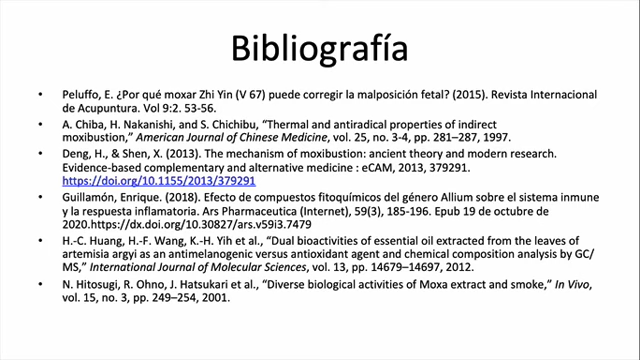 Bibliografía
• Peluffo, E. ¿Por qué moxar Zhi Yin (V 67) puede corregir la malposición fetal? (2015). Revista Internacional
de Acupuntura. Vol 9:2. 53-56.
• A. Chiba, H. Nakanishi, and S. Chichibu, “Thermal and antiradical properties of indirect
moxibustion,” American Journal of Chinese Medicine, vol. 25, no. 3-4, pp. 281–287, 1997.
• Deng, H., & Shen, X. (2013). The mechanism of moxibustion: ancient theory and modern research.
Evidence-based complementary and alternative medicine : eCAM, 2013, 379291.
https://doi.org/10.1155/2013/379291
• Guillamón, Enrique. (2018). Efecto de compuestos fitoquímicos del género Allium sobre el sistema inmune
y la respuesta inflamatoria. Ars Pharmaceutica (Internet), 59(3), 185-196. Epub 19 de octubre de
2020.https://dx.doi.org/10.30827/ars.v59i3.7479
• H.-C. Huang, H.-F. Wang, K.-H. Yih et al., “Dual bioactivities of essential oil extracted from the leaves of
artemisia argyi as an antimelanogenic versus antioxidant agent and chemical composition analysis by GC/
MS,” International Journal of Molecular Sciences, vol. 13, pp. 14679–14697, 2012.
• N. Hitosugi, R. Ohno, J. Hatsukari et al., “Diverse biological activities of Moxa extract and smoke,” In Vivo,
vol. 15, no. 3, pp. 249–254, 2001.